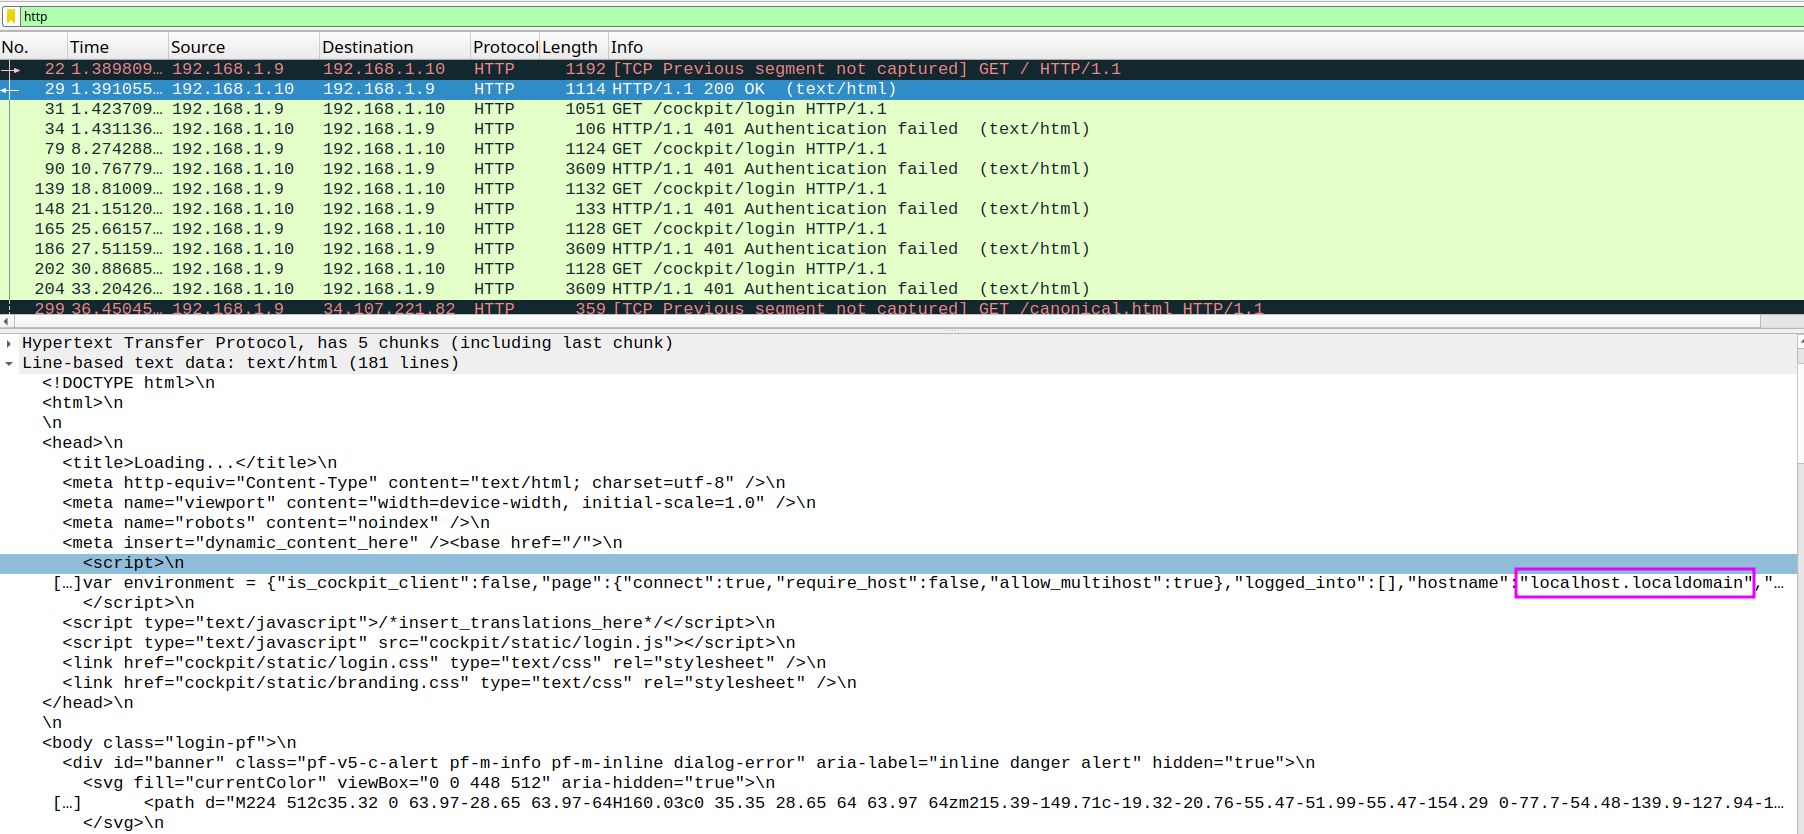 http
No. Time Source Destination Protocol Length Info
22 1.389809… 192.168.1.9 192.168.1.10 HTTP 1192 [TCP Previous segment not captured] GET / HTTP/1.1
29 1.391055… 192.168.1.10 192.168.1.9 HTTP 1114 HTTP/1.1 200 OK  (text/html)
31 1.423709… 192.168.1.9 192.168.1.10 HTTP 1051 GET /cockpit/login HTTP/1.1
34 1.431136… 192.168.1.10 192.168.1.9 HTTP 106 HTTP/1.1 401 Authentication failed  (text/html)
79 8.274288… 192.168.1.9 192.168.1.10 HTTP 1124 GET /cockpit/login HTTP/1.1
90 10.76779… 192.168.1.10 192.168.1.9 HTTP 3609 HTTP/1.1 401 Authentication failed  (text/html)
139 18.81009… 192.168.1.9 192.168.1.10 HTTP 1132 GET /cockpit/login HTTP/1.1
148 21.15120… 192.168.1.10 192.168.1.9 HTTP 133 HTTP/1.1 401 Authentication failed  (text/html)
165 25.66157… 192.168.1.9 192.168.1.10 HTTP 1128 GET /cockpit/login HTTP/1.1
186 27.51159… 192.168.1.10 192.168.1.9 HTTP 3609 HTTP/1.1 401 Authentication failed  (text/html)
202 30.88685… 192.168.1.9 192.168.1.10 HTTP 1128 GET /cockpit/login HTTP/1.1
204 33.20426… 192.168.1.10 192.168.1.9 HTTP 3609 HTTP/1.1 401 Authentication failed  (text/html)
299 36.45045… 192.168.1.9 34.107.221.82 HTTP 359 [TCP Previous segment not captured] GET /canonical.html HTTP/1.1
Hypertext Transfer Protocol, has 5 chunks (including last chunk)
Line-based text data: text/html (181 lines)
<!DOCTYPE html>\n
<html>\n
\n
<head>\n
<title>Loading...</title>\n
<meta http-equiv="Content-Type" content="text/html; charset=utf-8" />\n
<meta name="viewport" content="width=device-width, initial-scale=1.0" />\n
<meta name="robots" content="noindex" />\n
<meta insert="dynamic_content_here" /><base href="/">\n
<script>\n
[…]var environment = {"is_cockpit_client":false,"page":{"connect":true,"require_host":false,"allow_multihost":true},"logged_into":[],"hostname":"localhost.localdomain","…
</script>\n
<script type="text/javascript">/*insert_translations_here*/</script>\n
<script type="text/javascript" src="cockpit/static/login.js"></script>\n
<link href="cockpit/static/login.css" type="text/css" rel="stylesheet" />\n
<link href="cockpit/static/branding.css" type="text/css" rel="stylesheet" />\n
</head>\n
\n
<body class="login-pf">\n
<div id="banner" class="pf-v5-c-alert pf-m-info pf-m-inline dialog-error" aria-label="inline danger alert" hidden="true">\n
<svg fill="currentColor" viewBox="0 0 448 512" aria-hidden="true">\n
[…]      <path d="M224 512c35.32 0 63.97-28.65 63.97-64H160.03c0 35.35 28.65 64 63.97 64zm215.39-149.71c-19.32-20.76-55.47-51.99-55.47-154.29 0-77.7-54.48-139.9-127.94-1…
</svg>\n